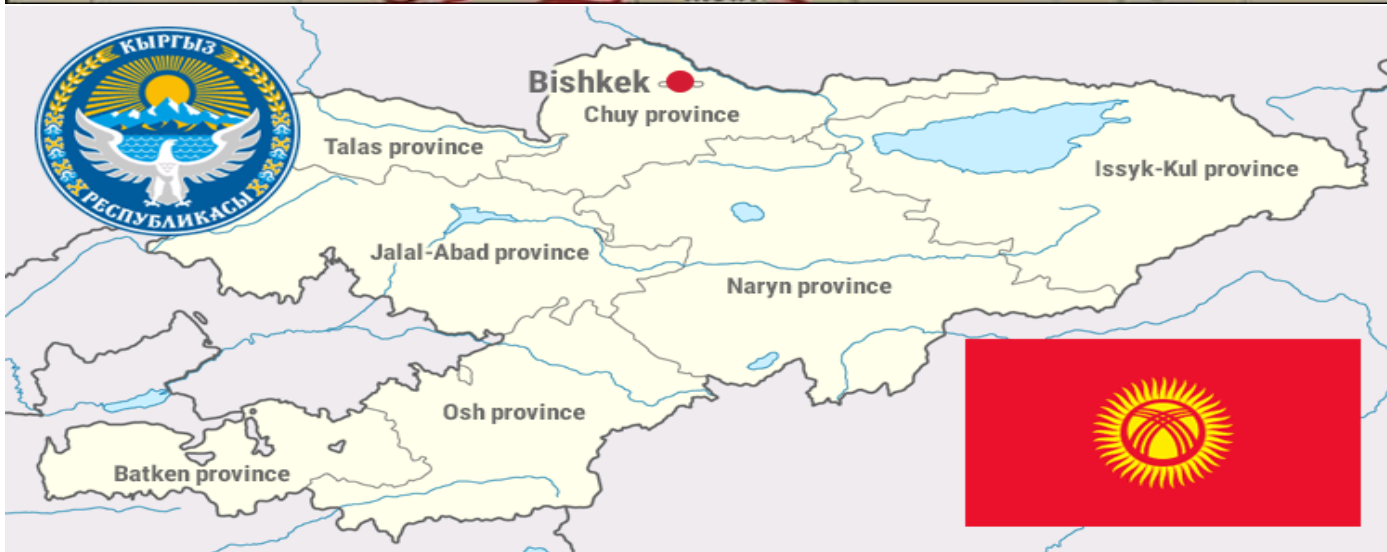 КЫРГЫЗ
РЕСПУБЛИКАСЫ
Bishkek
Chuy province
Talas province
Issyk-Kul province
Jalal-Abad province
Naryn province
Osh province
Batken province